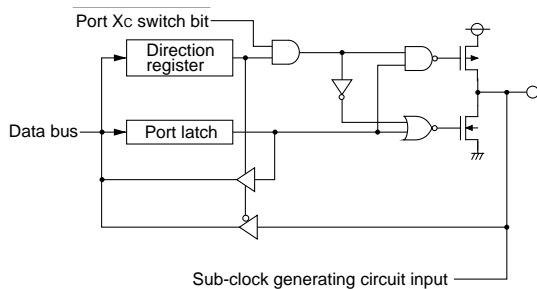 Port Xc switch bit
Direction
register
Data bus
Port latch
Sub-clock generating circuit input